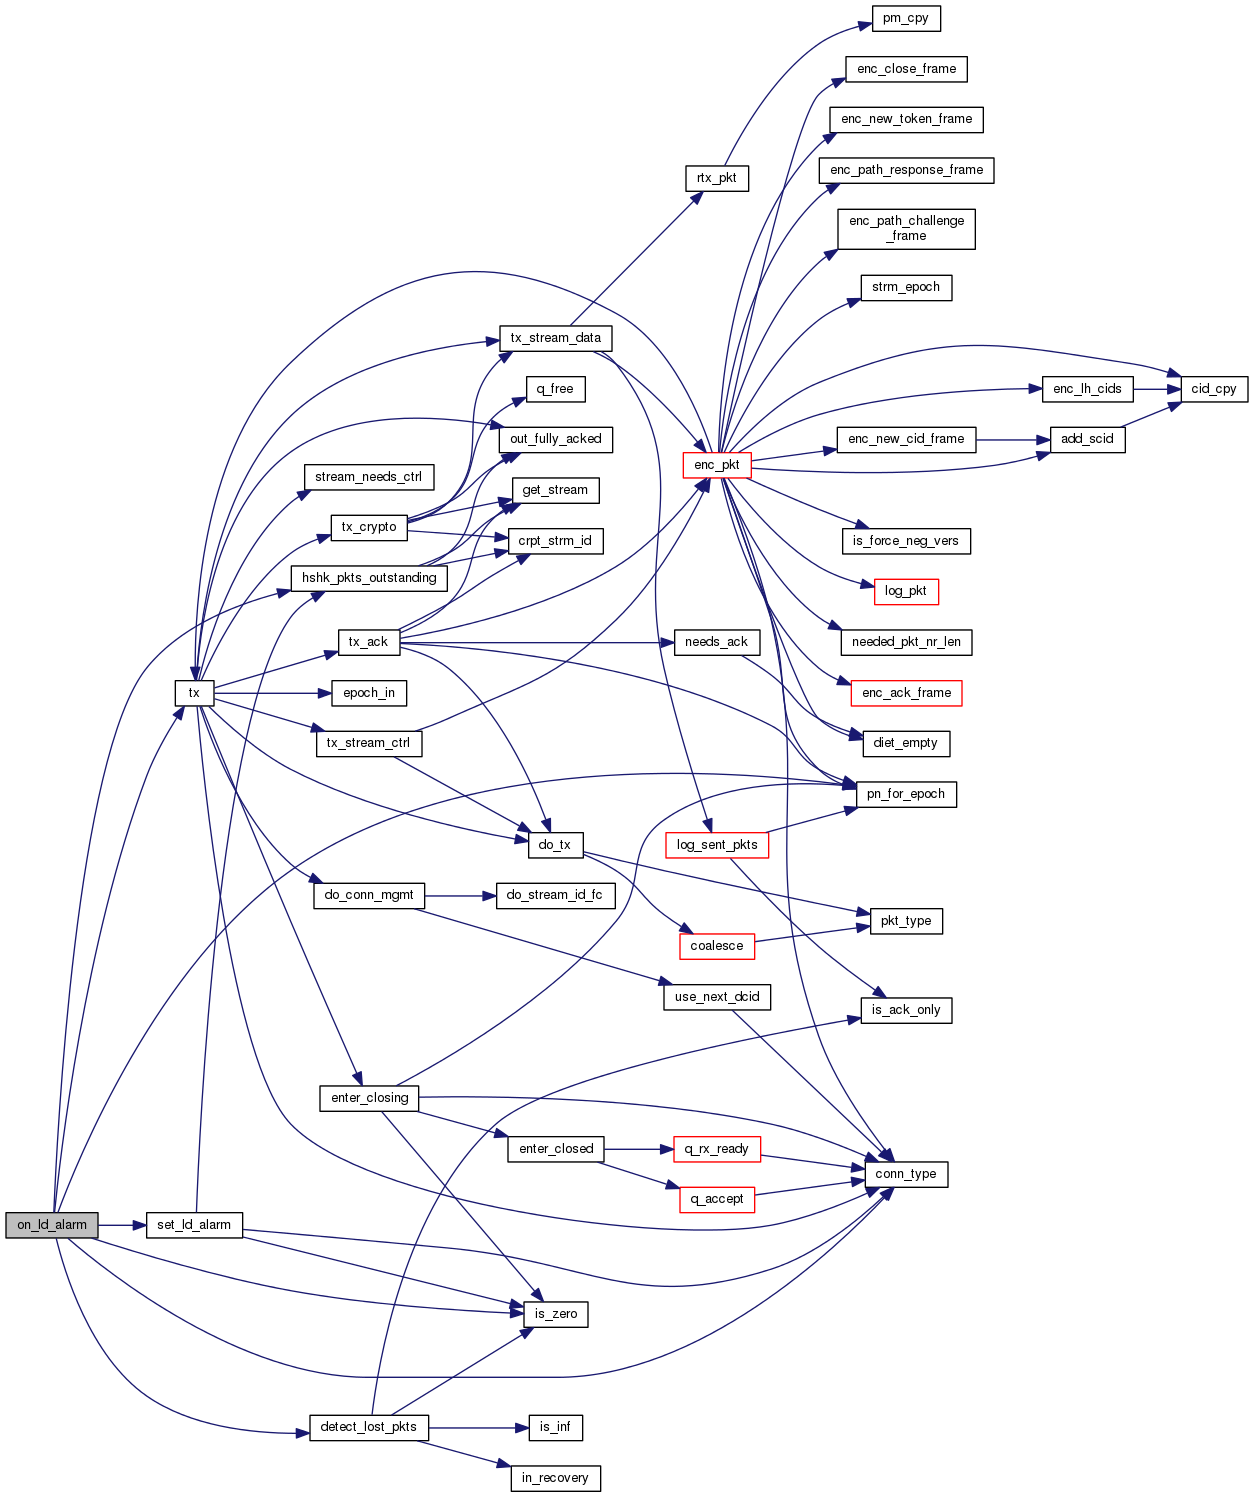 pm_cpy
enc_close_frame
enc_new_token_frame
enc_path_response_frame
rtx_pkt
enc_path_challenge
_frame
strm_epoch
tx_stream_data
q_free
enc_lh_cids
cid_cpy
out_fully_acked
enc_new_cid_frame
add_scid
stream_needs_ctrl
enc_pkt
get_stream
tx_crypto
crpt_strm_id
is_force_neg_vers
hshk_pkts_outstanding
log_pkt
tx_ack
needs_ack
needed_pkt_nr_len
tx
epoch_in
enc_ack_frame
tx_stream_ctrl
diet_empty
pn_for_epoch
do_tx
log_sent_pkts
do_conn_mgmt
do_stream_id_fc
pkt_type
coalesce
use_next_dcid
is_ack_only
enter_closing
enter_closed
q_rx_ready
conn_type
q_accept
on_ld_alarm
set_ld_alarm
is_zero
detect_lost_pkts
is_inf
in_recovery